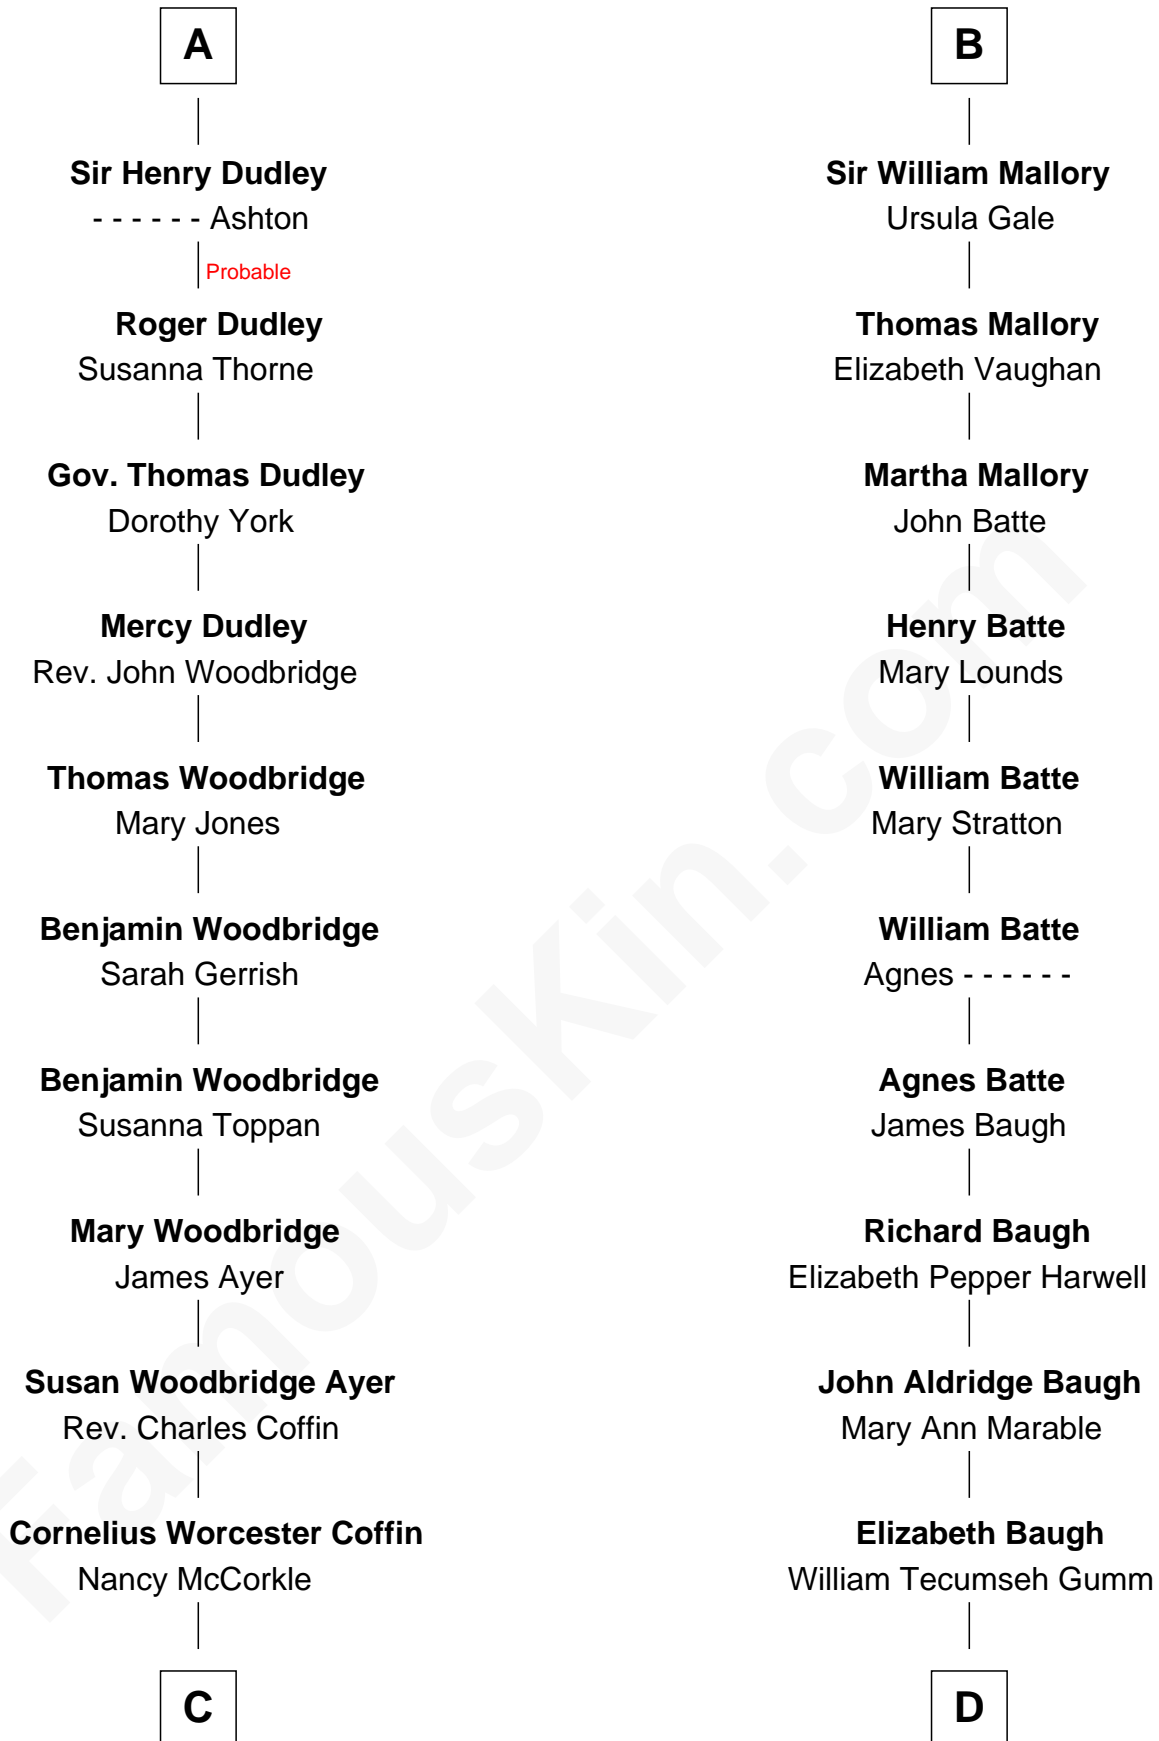 A
Sir Henry Dudley
- - - - - - Ashton
Probable
Roger Dudley
Susanna Thorne
Gov. Thomas Dudley
Dorothy York
Mercy Dudley
Rev. John Woodbridge
Thomas Woodbridge
Mary Jones
Benjamin Woodbridge
Sarah Gerrish
Benjamin Woodbridge
Susanna Toppan
Mary Woodbridge
James Ayer
Susan Woodbridge Ayer
Rev. Charles Coffin
Cornelius Worcester Coffin
Nancy McCorkle
C
B
Sir William Mallory
Ursula Gale
Thomas Mallory
Elizabeth Vaughan
Martha Mallory
John Batte
Henry Batte
Mary Lounds
William Batte
Mary Stratton
William Batte
Agnes - - - - - -
Agnes Batte
James Baugh
Richard Baugh
Elizabeth Pepper Harwell
John Aldridge Baugh
Mary Ann Marable
Elizabeth Baugh
William Tecumseh Gumm
D
FamousKin.com